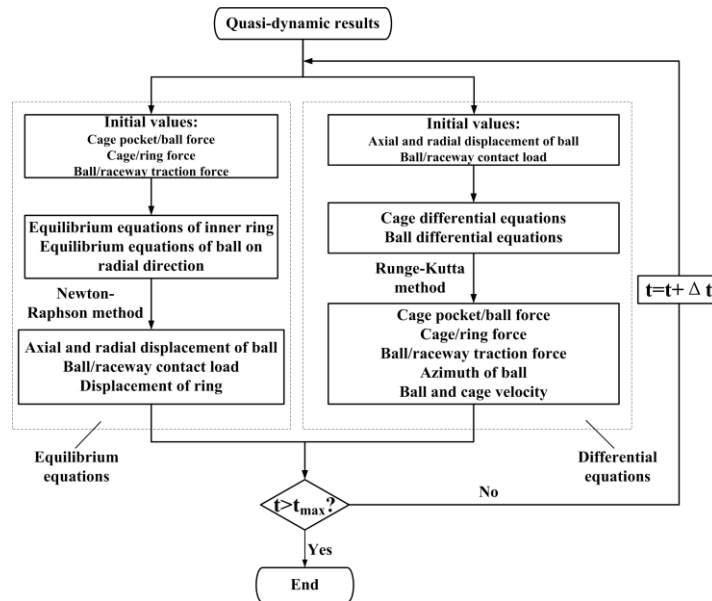 Quasi-dynamic results
Initial values:
Cage pocket/ball force
Cage/ring force
Ball/raceway traction force
Equilibrium equations of inner ring
Equilibrium equations of ball on
radial direction
Newton-
Raphson method
Axial and radial displacement of ball
Ball/raceway contact load
Displacement of ring
Equilibrium
equations
Initial values:
Axial and radial displacement of ball
Ball/raceway contact load
Cage differential equations
Ball differential equations
Runge-Kutta
method
Cage pocket/ball force
Cage/ring force
Ball/raceway traction force
Azimuth of ball
Ball and cage velocity
Differential
equations
t=t+ Δ t
t>tmax?
No
Yes
End